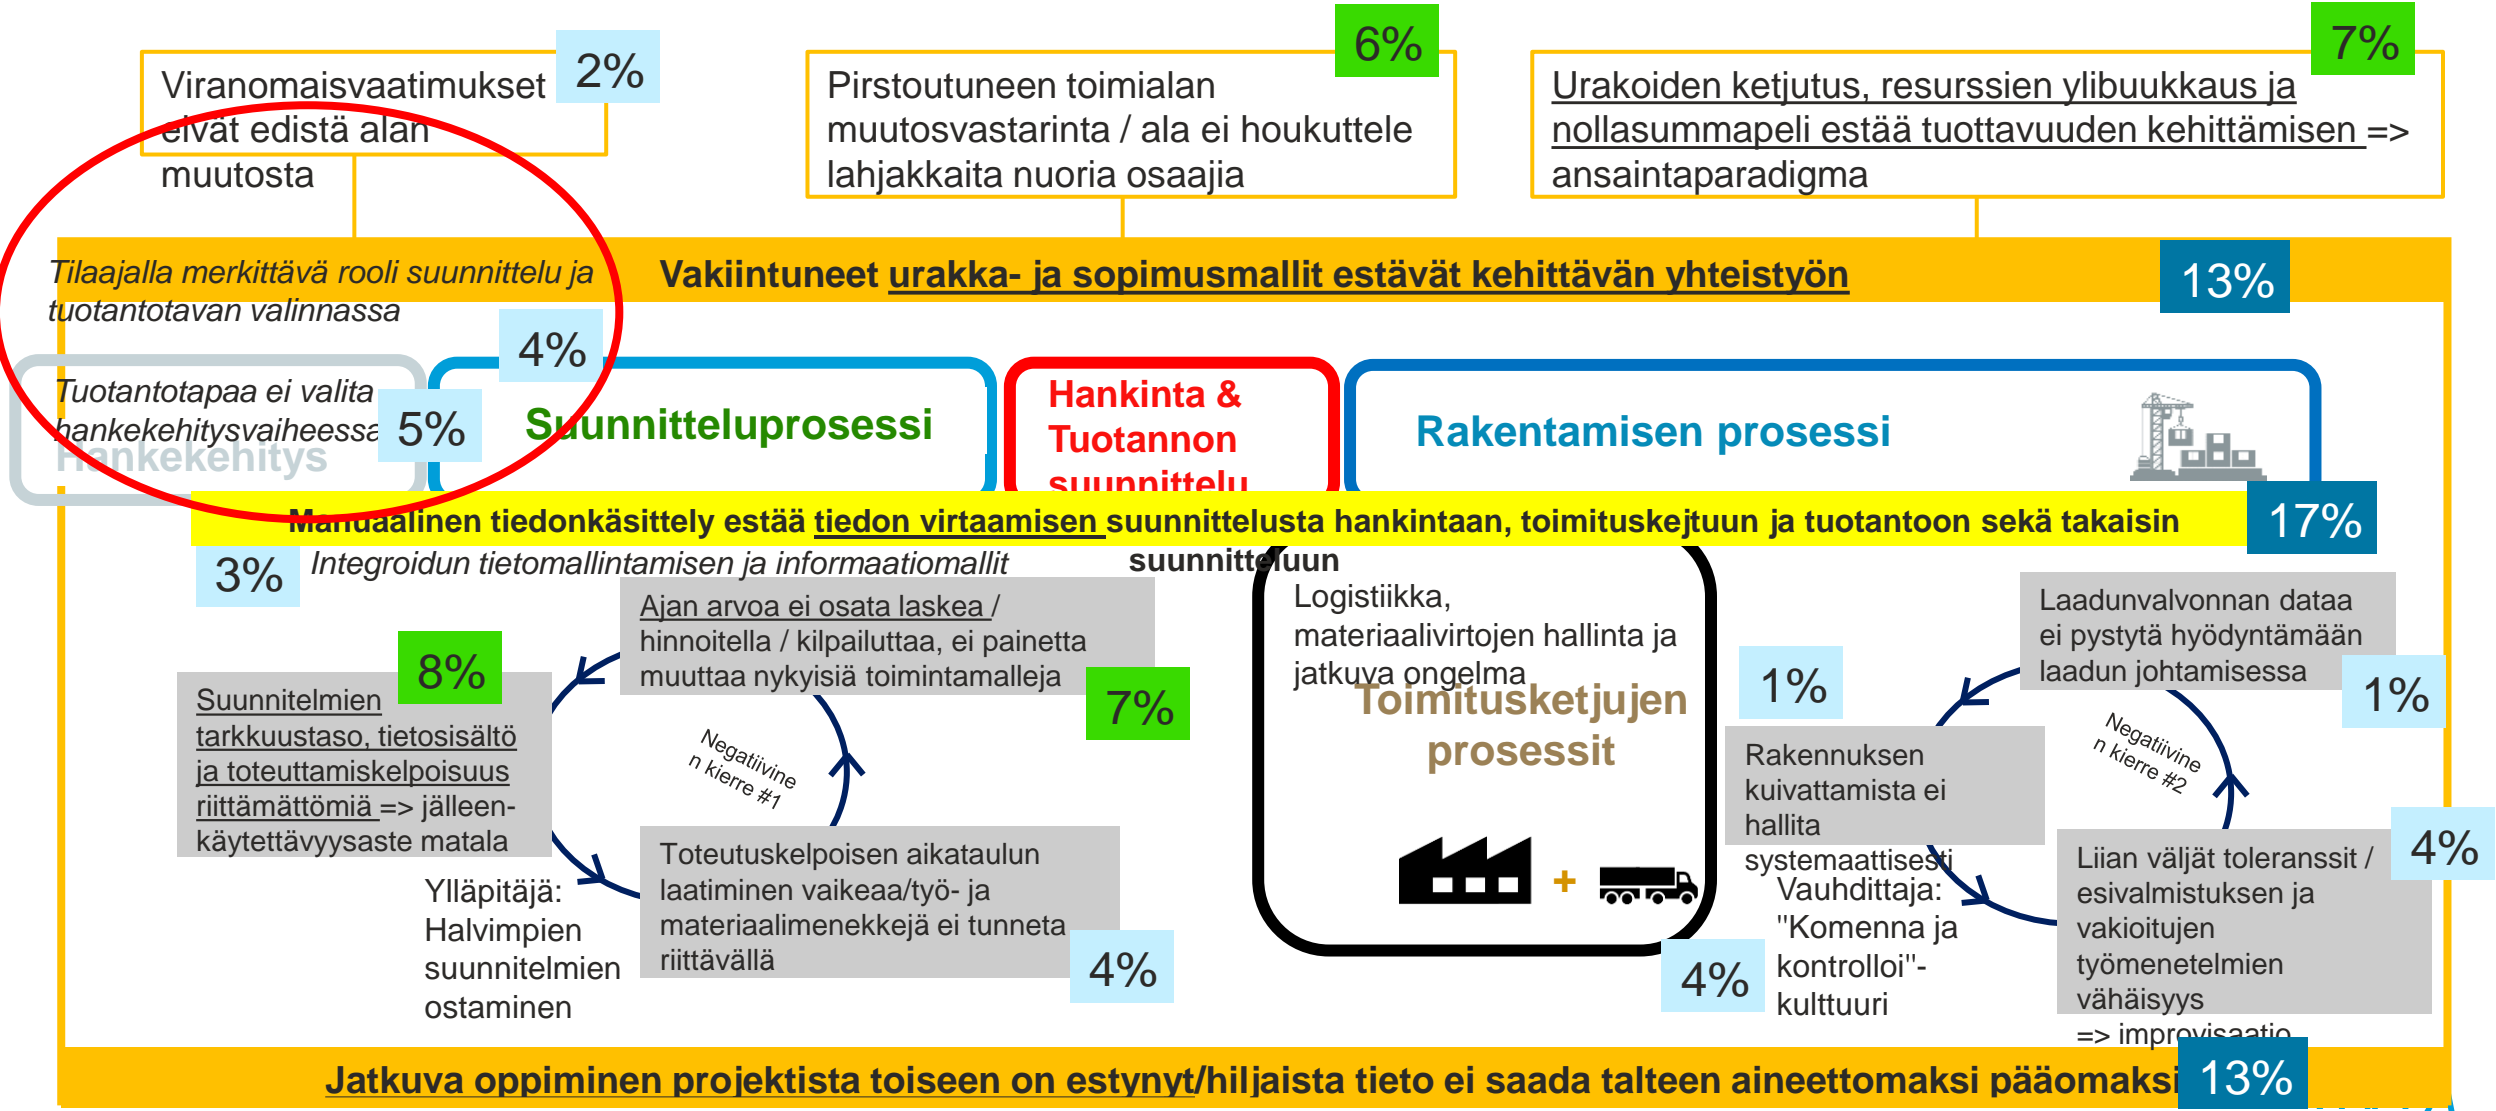 Viranomaisvaatimukset
eivät edistä alan
muutosta
2%
Pirstoutuneen toimialan
muutosvastarinta / ala ei houkuttele
lahjakkaita nuoria osaajia
6%
Urakoiden ketjutus, resurssien ylibuukkaus ja
nollasummapeli estää tuottavuuden kehittämisen =>
ansaintaparadigma
7%
Tilaajalla merkittävä rooli suunnittelu ja
tuotantotavan valinnassa
4%
Vakiintuneet urakka- ja sopimusmallit estävät kehittävän yhteistyön
13%
Tuotantotapaa ei valita
hankekehitysvaiheessa
5%
Hankekehitys
Suunnitteluprosessi
Hankinta &
Tuotannon
suunnittelu
Rakentamisen prosessi
Manuaalinen tiedonkäsittely estää tiedon virtaamisen suunnittelusta hankintaan, toimituskejtuun ja tuotantoon sekä takaisin
suunnitteluun
17%
3%
Integroidun tietomallintamisen ja informaatiomallit
Ajan arvoa ei osata laskea /
hinnoitella / kilpailuttaa, ei painetta
muuttaa nykyisiä toimintamalleja
7%
8%
Suunnitelmien
tarkkuustaso, tietosisältö
ja toteuttamiskelpoisuus
riittämättömiä => jälleen-
käytettävyysaste matala
Negatiivine
n kierre #1
Toteutuskelpoisen aikataulun
laatiminen vaikeaa/työ- ja
materiaalimenekkejä ei tunneta
riittävällä
4%
Ylläpitäjä:
Halvimpien
suunnitelmien
ostaminen
Logistiikka,
materiaalivirtojen hallinta ja
jatkuva ongelma
Toimitusketjujen
prosessit
+
4%
Laadunvalvonnan dataa
ei pystytä hyödyntämään
laadun johtamisessa
1%
1%
Rakennuksen
kuivattamista ei
hallita
systemaattisesti
Negatiivine
n kierre #2
Liian väljät toleranssit /
esivalmistuksen ja
vakioitujen
työmenetelmien
vähäisyys
=> improvisaatio
4%
Vauhdittaja:
"Komenna ja
kontrolloi"-
kulttuuri
Jatkuva oppiminen projektista toiseen on estynyt/hiljaista tieto ei saada talteen aineettomaksi pääomaksi
13%